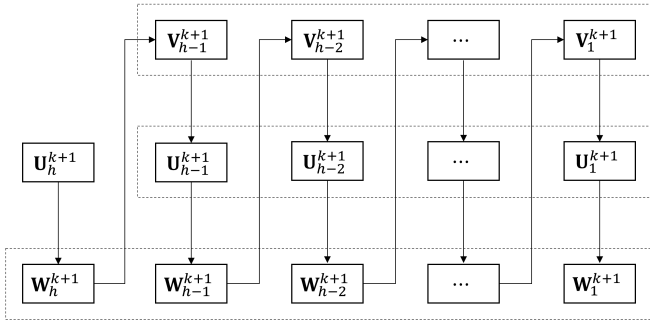 𝐕_{h−1}^{k+1} 𝐕_{h−2}^{k+1} ⋯ 𝐕_1^{k+1}
𝐔_h^{k+1} 𝐔_{h−1}^{k+1} 𝐔_{h−2}^{k+1} ⋯ 𝐔_1^{k+1}
𝐖_h^{k+1} 𝐖_{h−1}^{k+1} 𝐖_{h−2}^{k+1} ⋯ 𝐖_1^{k+1}